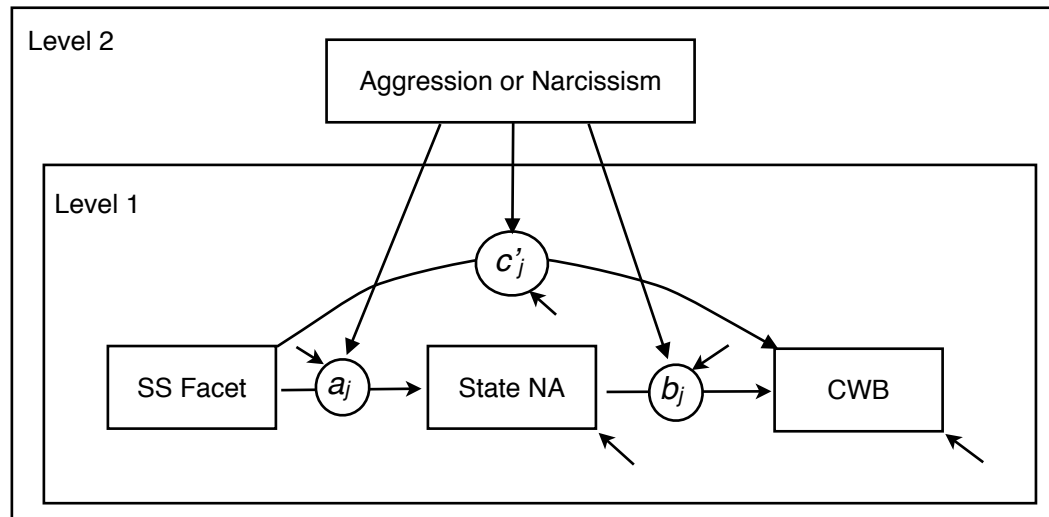 Level 2
Aggression or Narcissism
Level 1
c'j
SS Facet
aj
State NA
bj
CWB